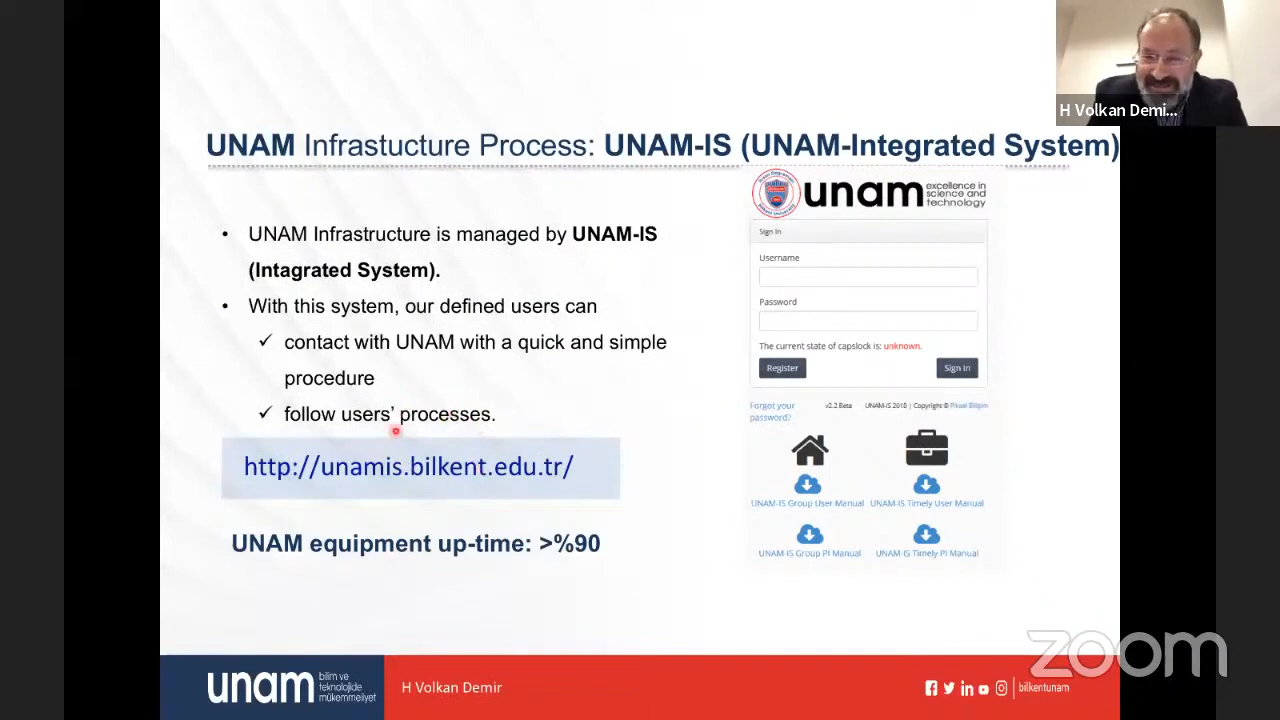 H Volkan Demi...
UNAM Infrastucture Process: UNAM-IS (UNAM-Integrated System)
• UNAM Infrastructure is managed by UNAM-IS
(Intagrated System).
• With this system, our defined users can
✓ contact with UNAM with a quick and simple
procedure
✓ follow users’ processes.
http://unamis.bilkent.edu.tr/
UNAM equipment up-time: >%90
unam
excellence in
science and
technology
Sign In
Username
Password
The current state of capslock is: unknown.
Register
Sign In
Forgot your
password?
v2.2 Beta
UNAM-IS 2018 | Copyright © Piksel Bilişim
UNAM-IS Group User Manual
UNAM-IS Timely User Manual
UNAM-IS Group PI Manual
UNAM-IS Timely PI Manual
zoom
unam
bilim ve
teknolojide
mükemmeliyet
H Volkan Demir
bilkentunam